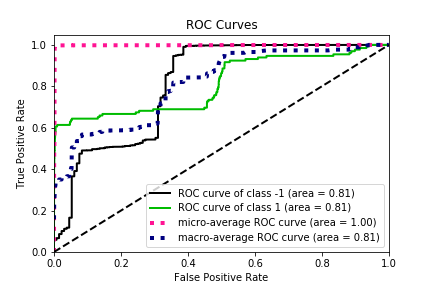 ROC Curves
True Positive Rate
1.0
0.8
0.6
0.4
0.2
0.0
ROC curve of class -1 (area = 0.81)
ROC curve of class 1 (area = 0.81)
micro-average ROC curve (area = 1.00)
macro-average ROC curve (area = 0.81)
0.0 0.2 0.4 0.6 0.8 1.0
False Positive Rate